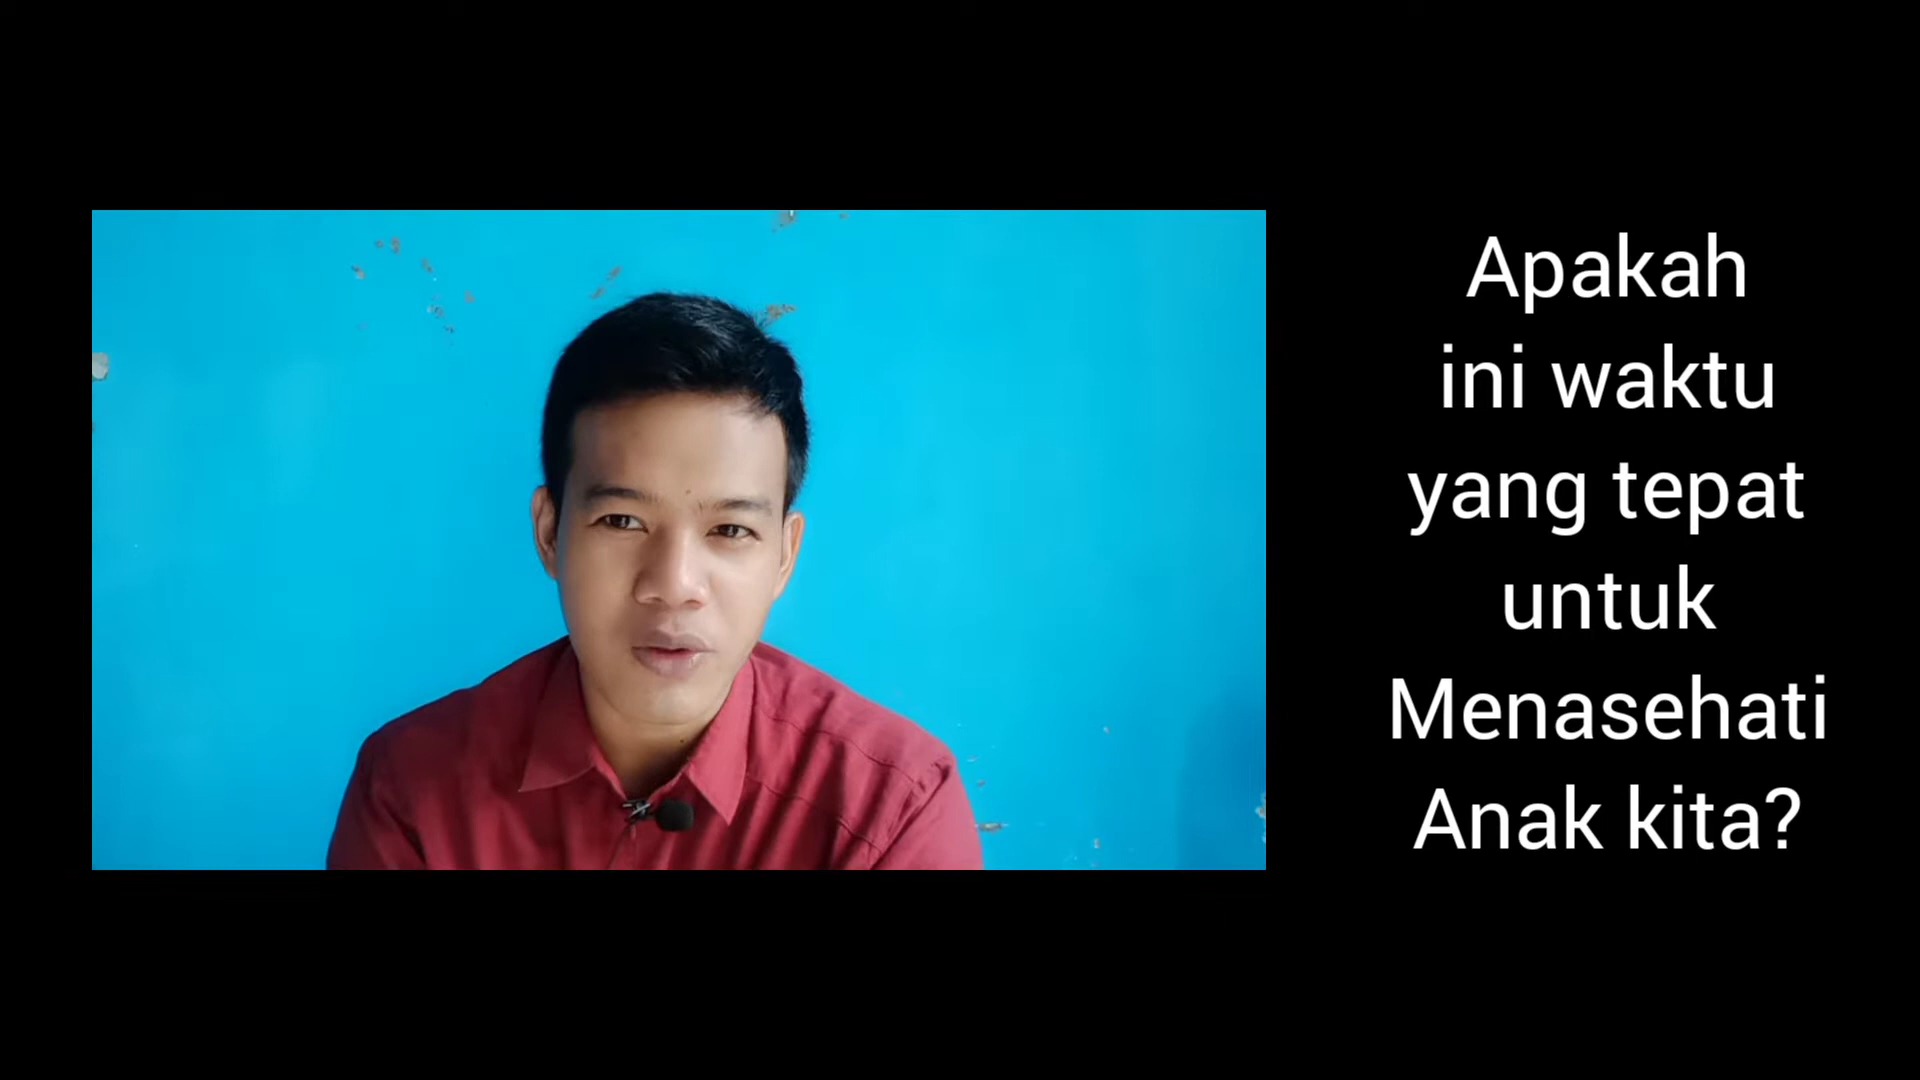 Apakah
ini waktu
yang tepat
untuk
Menasehati
Anak kita?